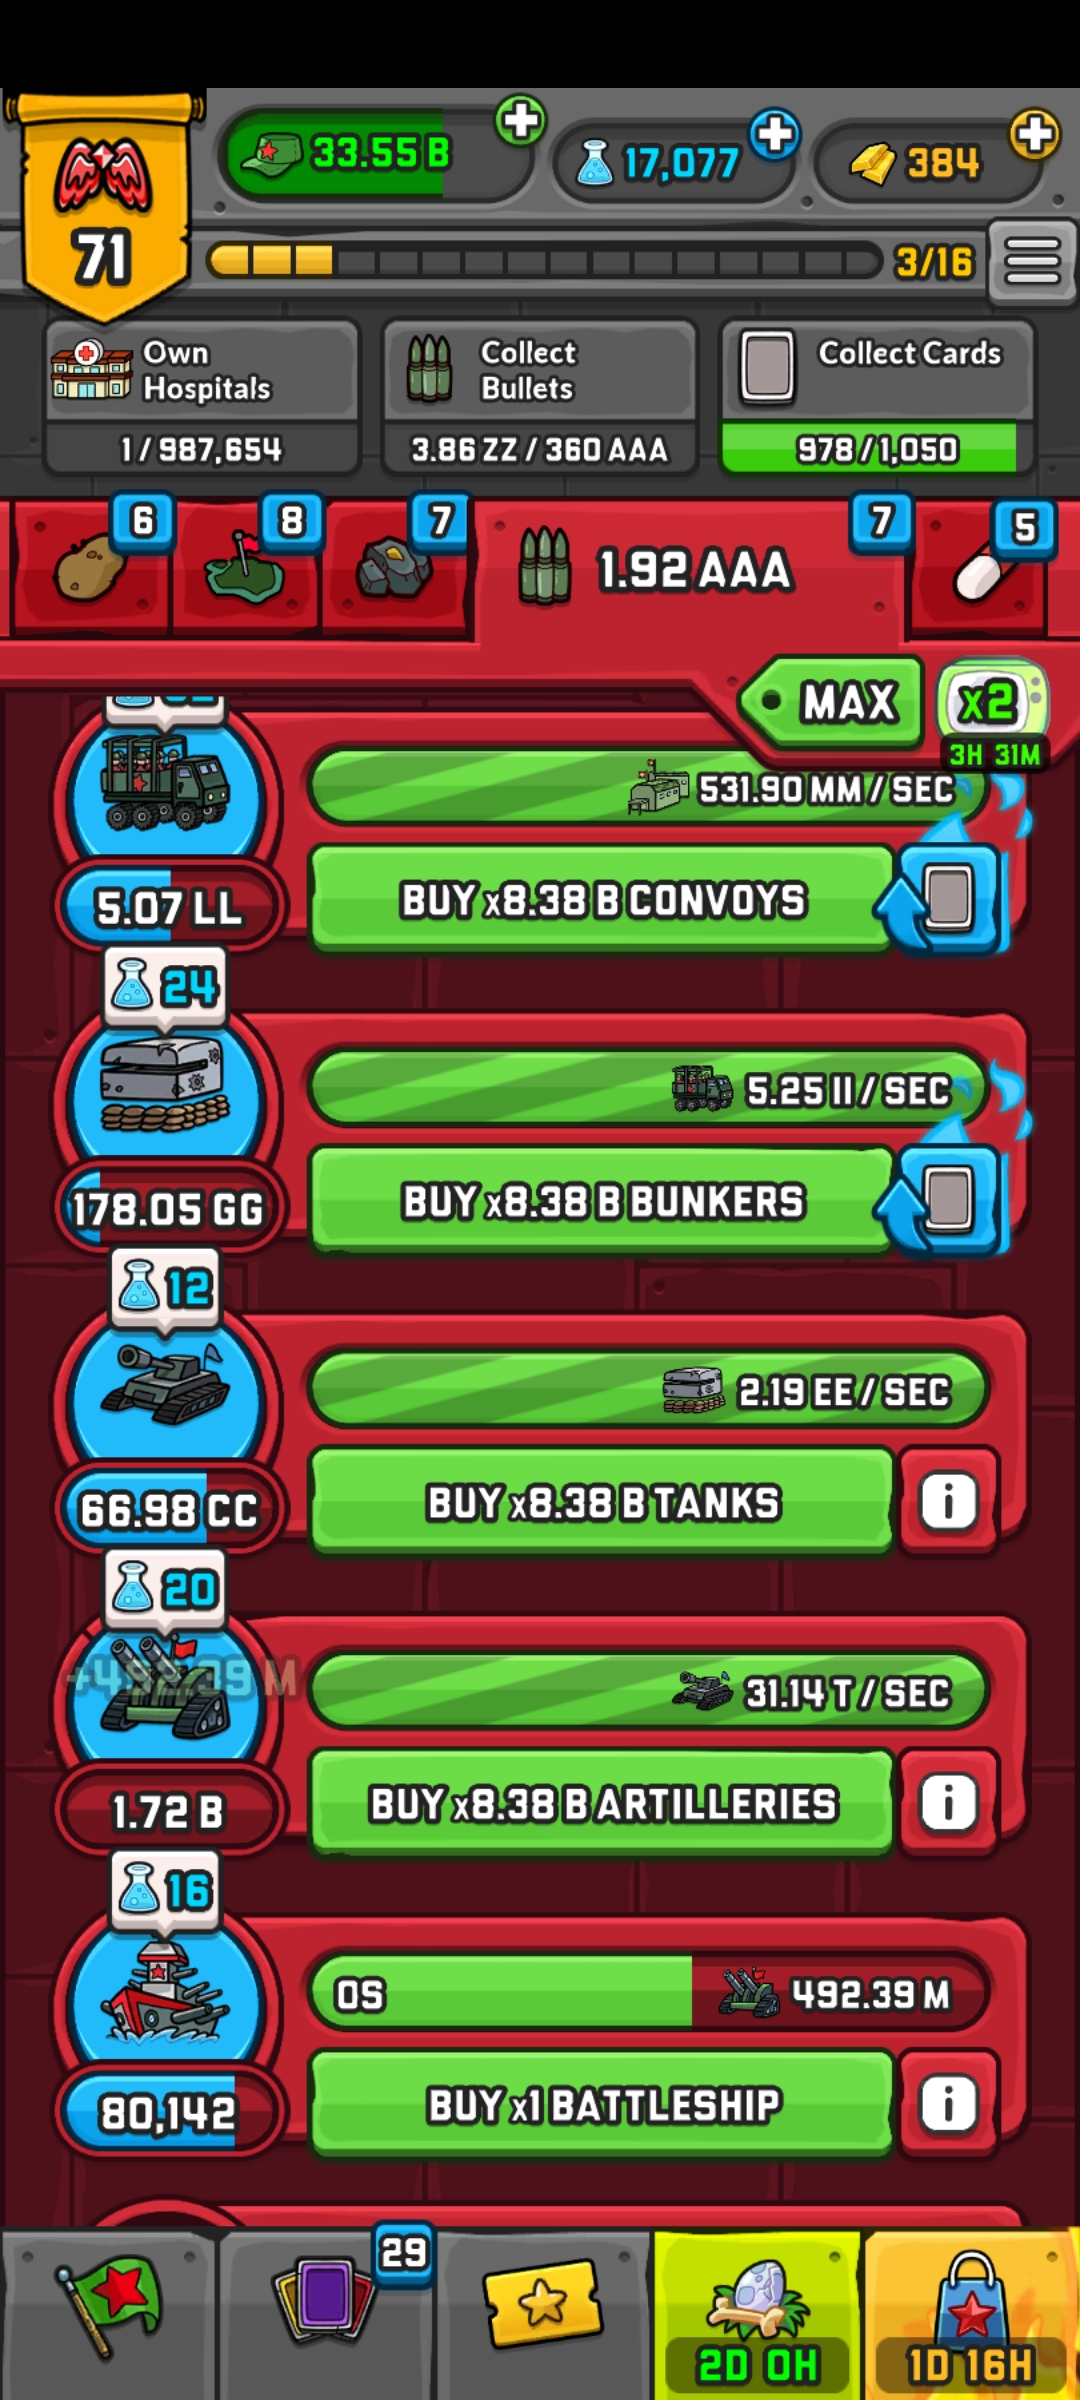 33.55 B
17,077
384
71
3/16
Own
Hospitals
1/987,654
Collect
Bullets
3.86 ZZ / 360 AAA
Collect Cards
978/1,050
6
8
7
1.92 AAA
7
5
MAX
x2
3H 31M
531.90 MM / SEC
BUY x8.38 B CONVOYS
5.07 LL
24
5.25 II / SEC
BUY x8.38 B BUNKERS
178.05 GG
12
2.19 EE / SEC
BUY x8.38 B TANKS
66.98 CC
20
+492.39 M
31.14 T / SEC
BUY x8.38 B ARTILLERIES
1.72 B
16
0S
492.39 M
BUY x1 BATTLESHIP
80,142
29
2D 0H
1D 16H